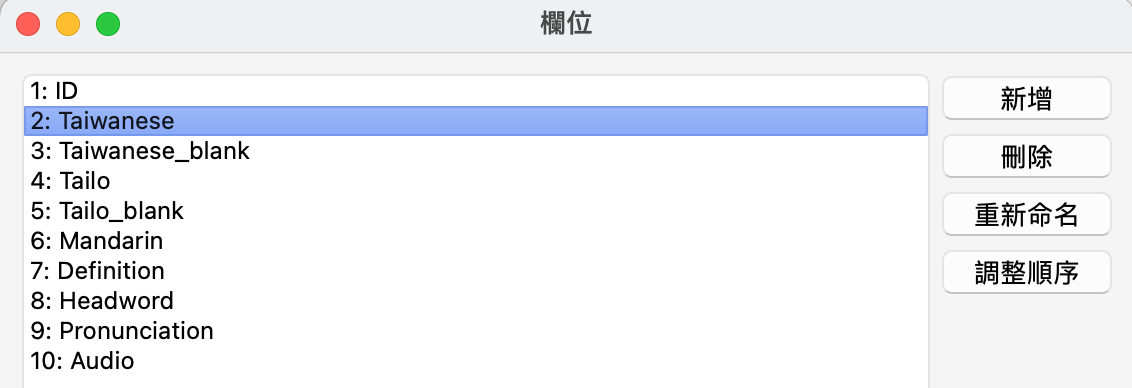 欄位
1: ID
2: Taiwanese
3: Taiwanese_blank
4: Tailo
5: Tailo_blank
6: Mandarin
7: Definition
8: Headword
9: Pronunciation
10: Audio
新增
刪除
重新命名
調整順序